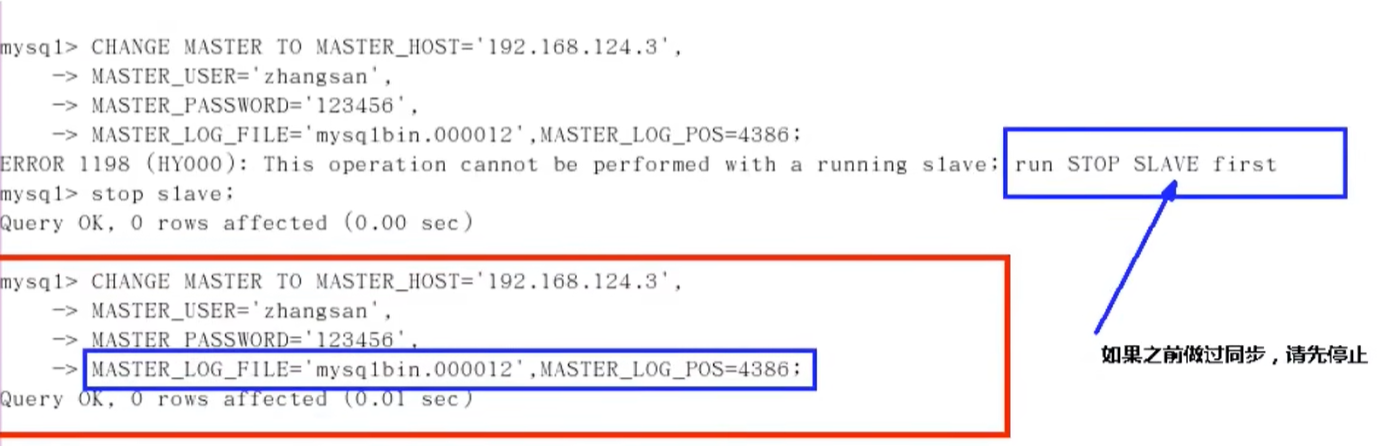 mysql> CHANGE MASTER TO MASTER_HOST='192.168.124.3',
-> MASTER_USER='zhangsan',
-> MASTER_PASSWORD='123456',
-> MASTER_LOG_FILE='mysqlbin.000012',MASTER_LOG_POS=4386;
ERROR 1198 (HY000): This operation cannot be performed with a running slave; run STOP SLAVE first
mysql> stop slave;
Query OK, 0 rows affected (0.00 sec)
mysql> CHANGE MASTER TO MASTER_HOST='192.168.124.3',
-> MASTER_USER='zhangsan',
-> MASTER_PASSWORD='123456',
如果之前做过同步，请先停止
-> MASTER_LOG_FILE='mysqlbin.000012',MASTER_LOG_POS=4386;
Query OK, 0 rows affected (0.01 sec)